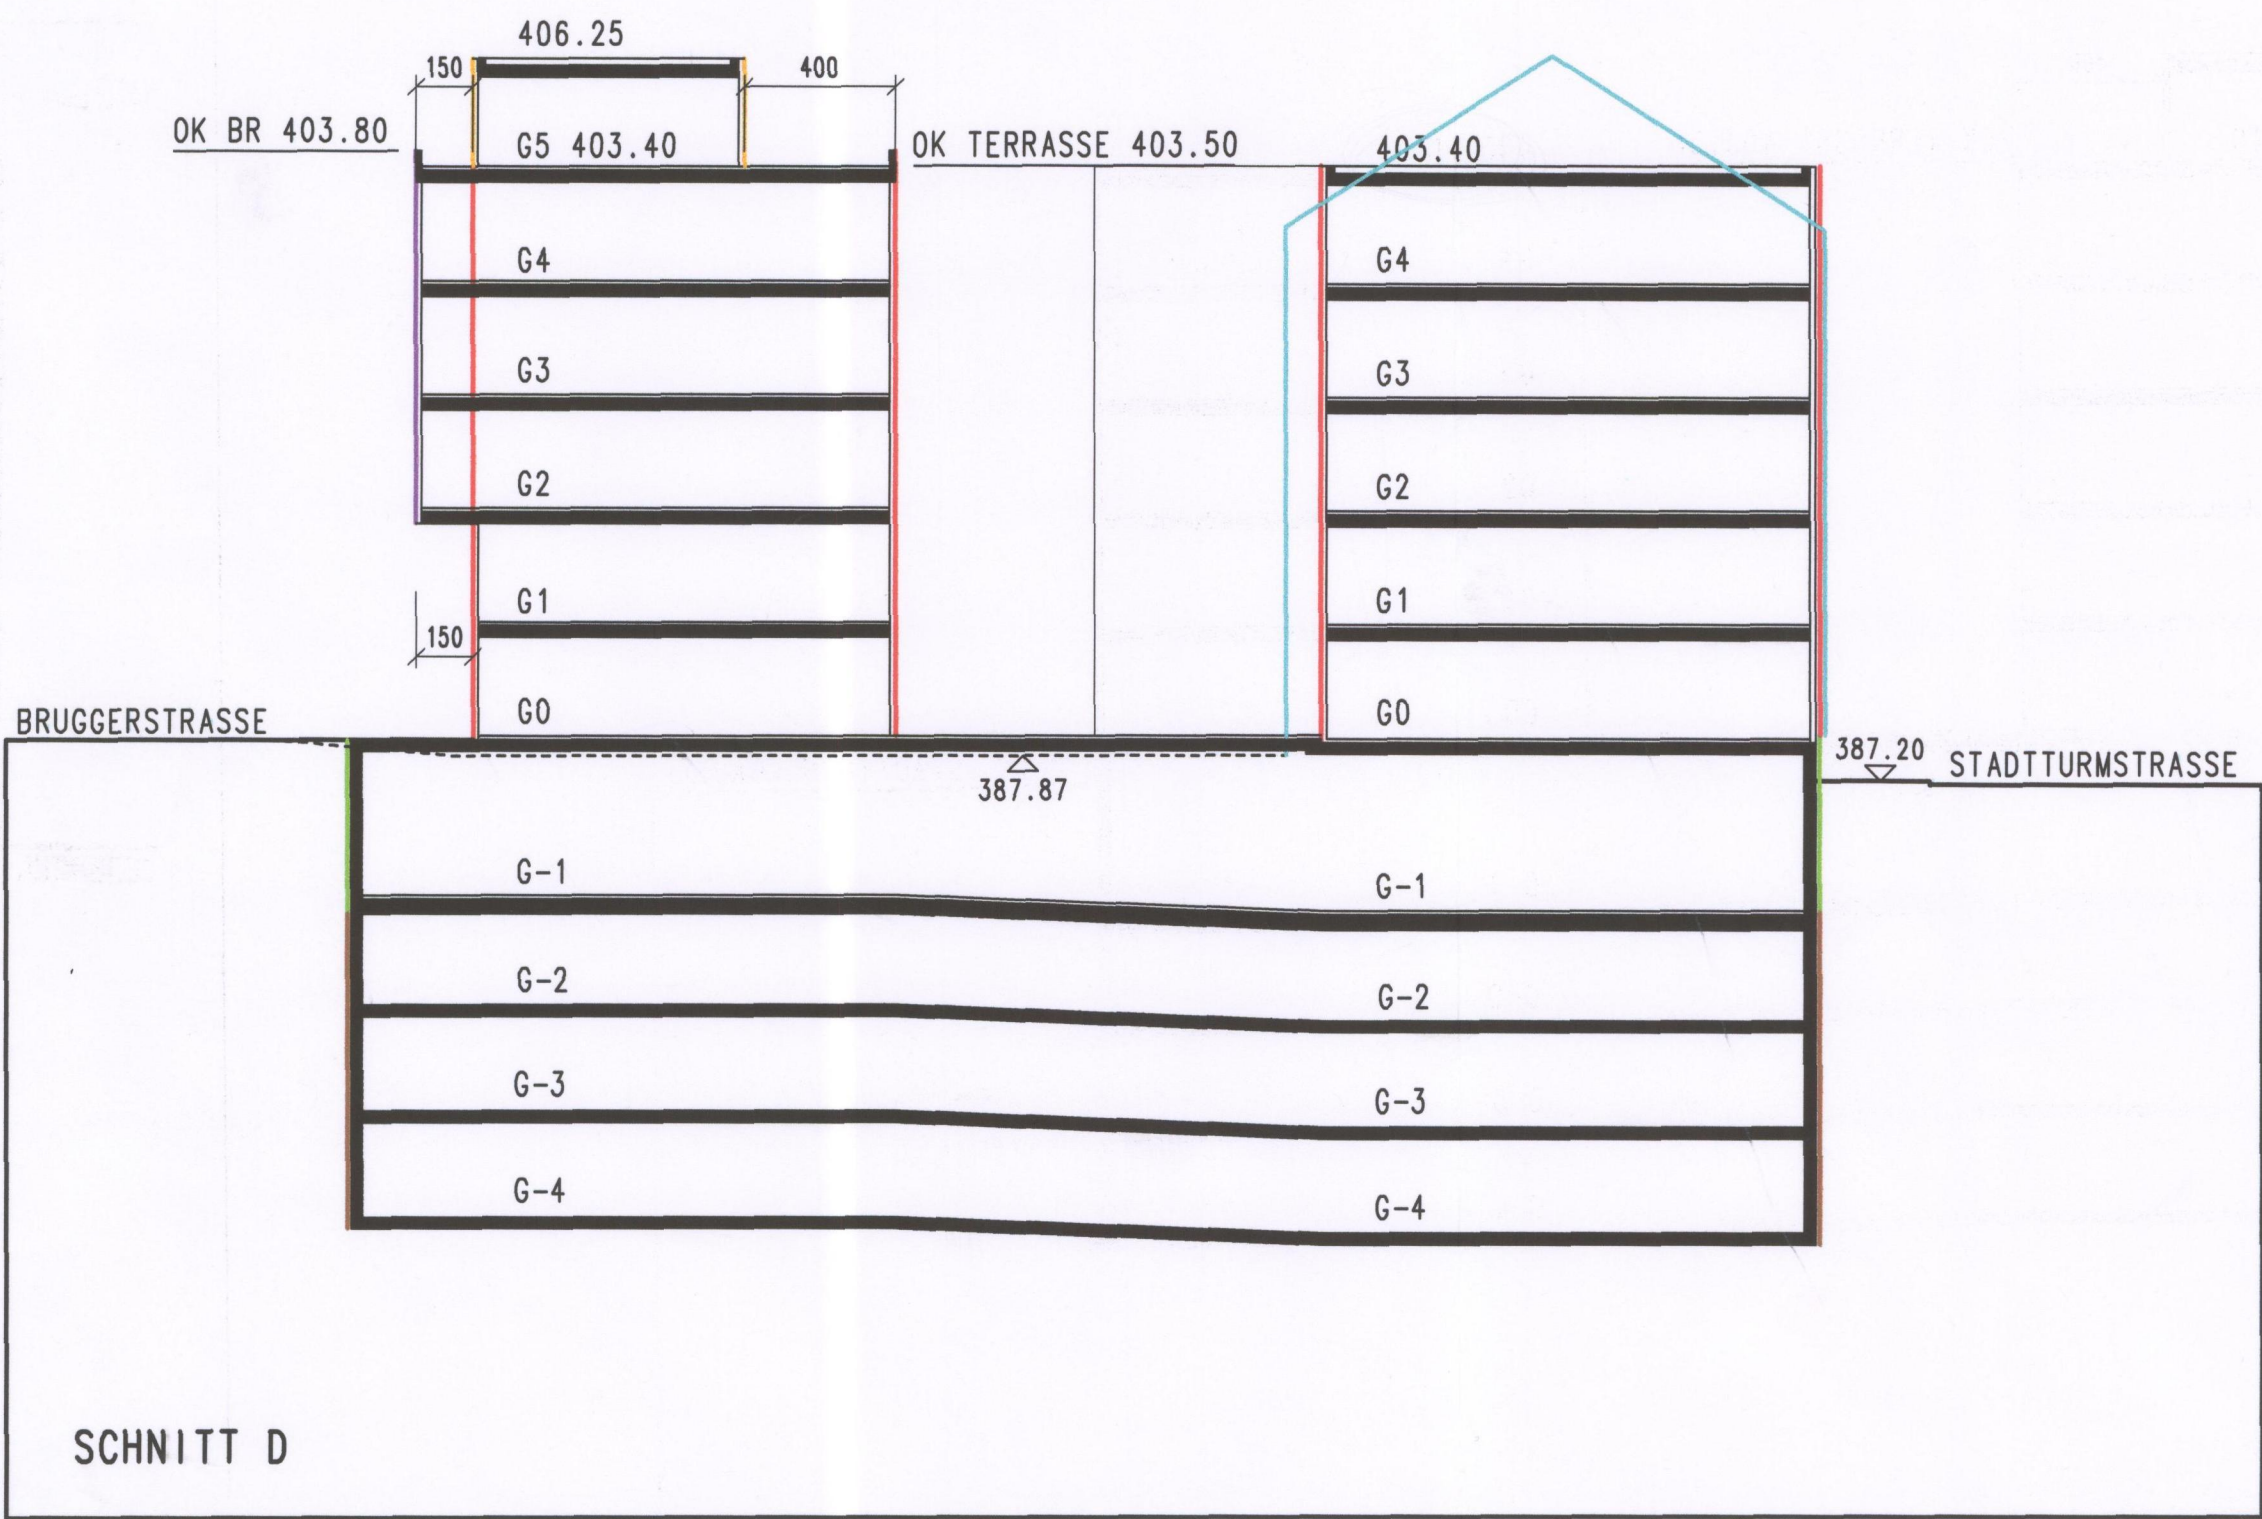 406.25
150
400
OK BR 403.80
G5 403.40
OK TERRASSE 403.50
403.40
G4
G4
G3
G3
G2
G2
G1
G1
150
G0
G0
BRUGGERSTRASSE
387.20
STADTTURMSTRASSE
387.87
G-1
G-1
G-2
G-2
G-3
G-3
G-4
G-4
SCHNITT D